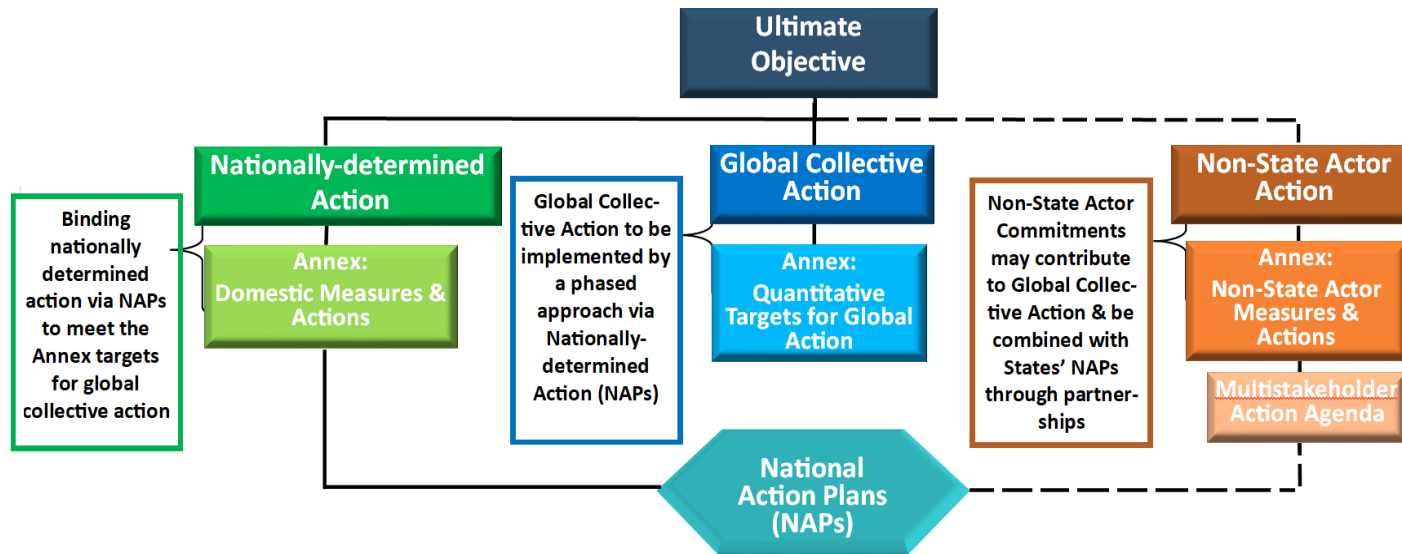 Ultimate
Objective
Nationally-determined
Action
Global Collective
Action
Non-State Actor
Action
Binding
nationally
determined
action via NAPs
to meet the
Annex targets
for global
collective action
Annex:
Domestic Measures &
Actions
Global Collec-
tive Action to be
implemented by
a phased
approach via
Nationally-
determined
Action (NAPs)
Annex:
Quantitative
Targets for Global
Action
Non-State Actor
Commitments
may contribute
to Global Collec-
tive Action & be
combined with
States’ NAPs
through partner-
ships
Annex:
Non-State Actor
Measures &
Actions
Multistakeholder
Action Agenda
National
Action Plans
(NAPs)